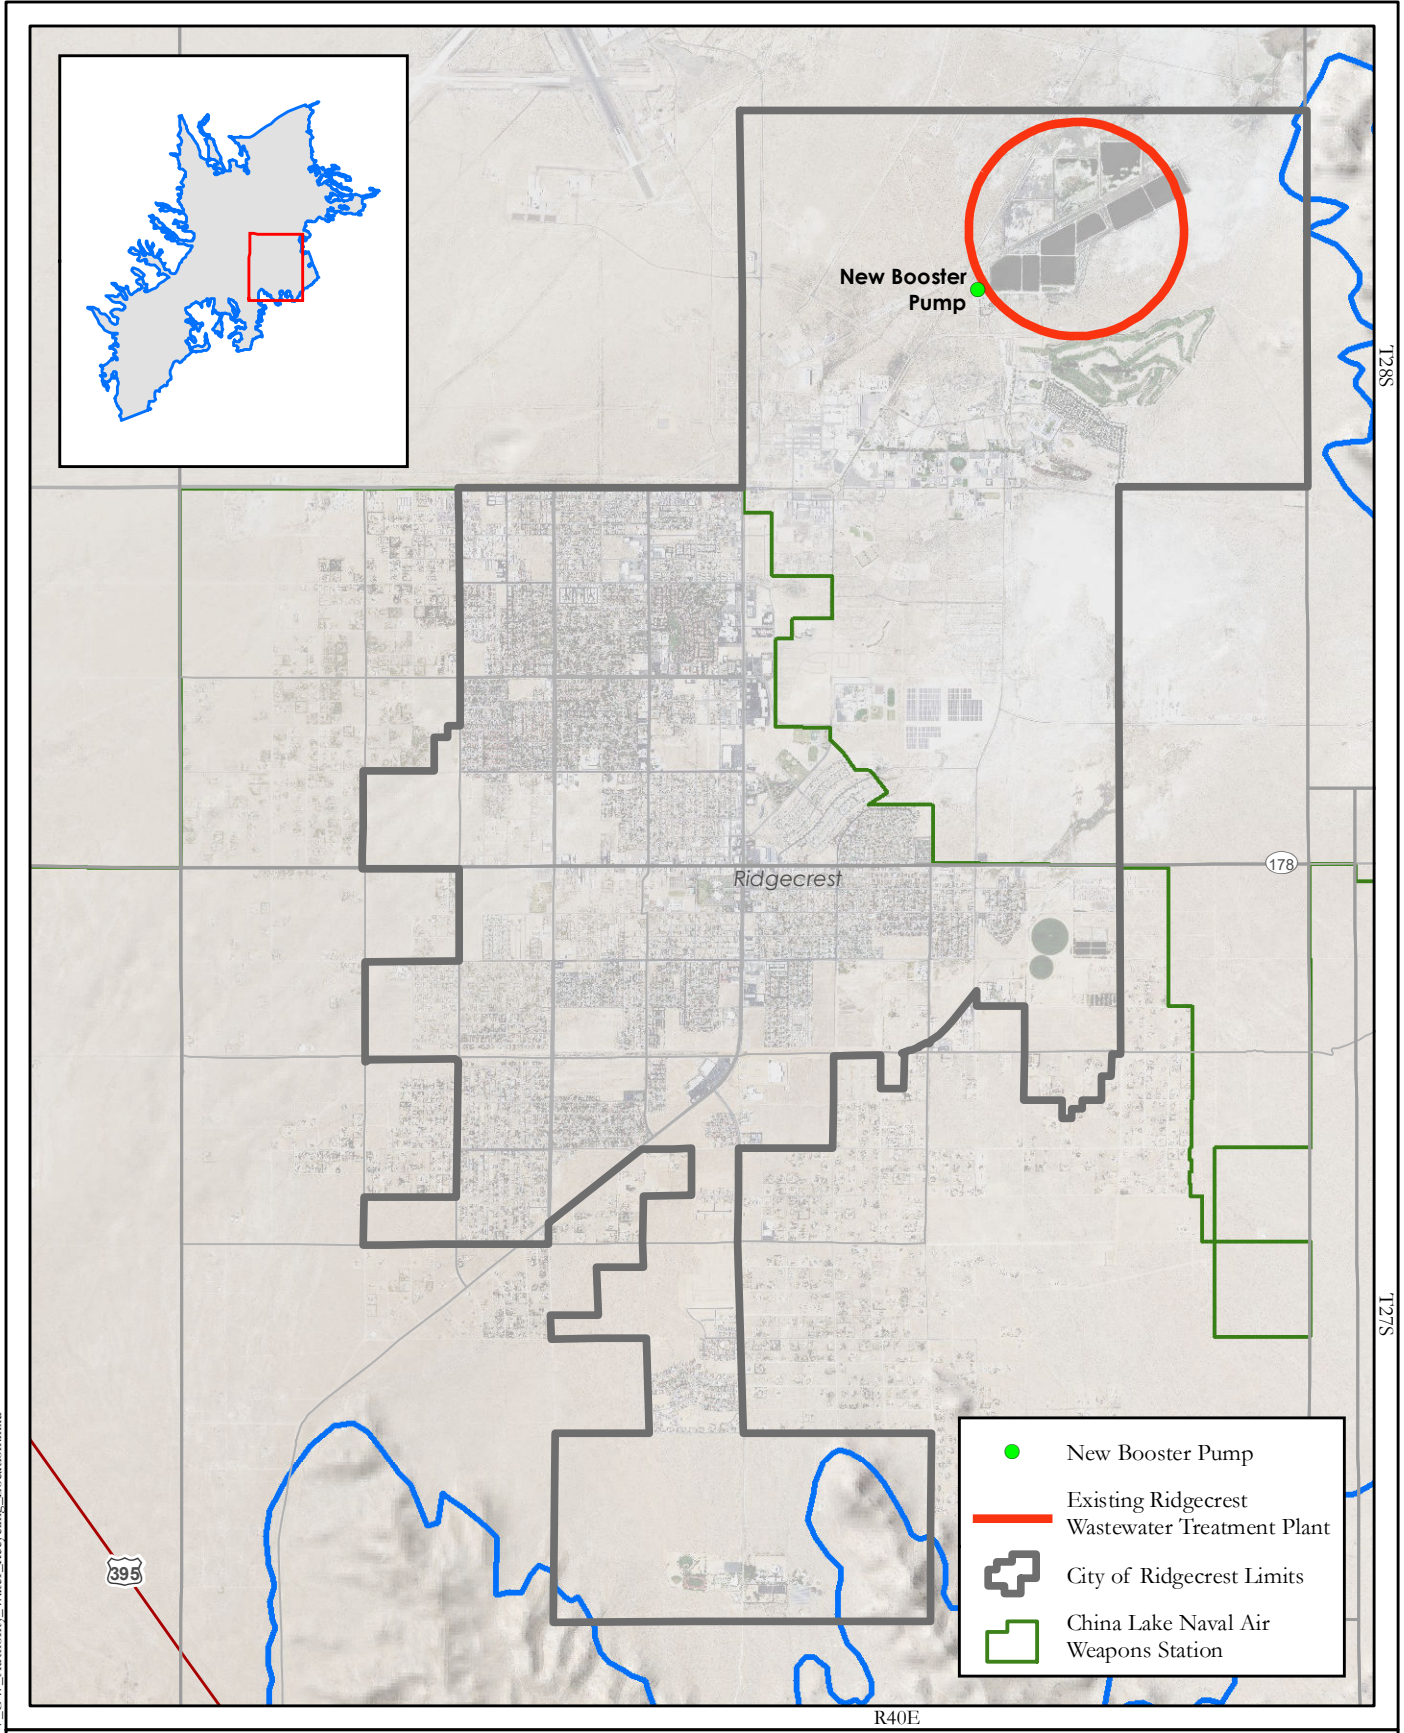 New Booster
Pump
T28S
178
Ridgecrest
T27S
395
New Booster Pump
Existing Ridgecrest
Wastewater Treatment Plant
City of Ridgecrest Limits
China Lake Naval Air
Weapons Station
R40E